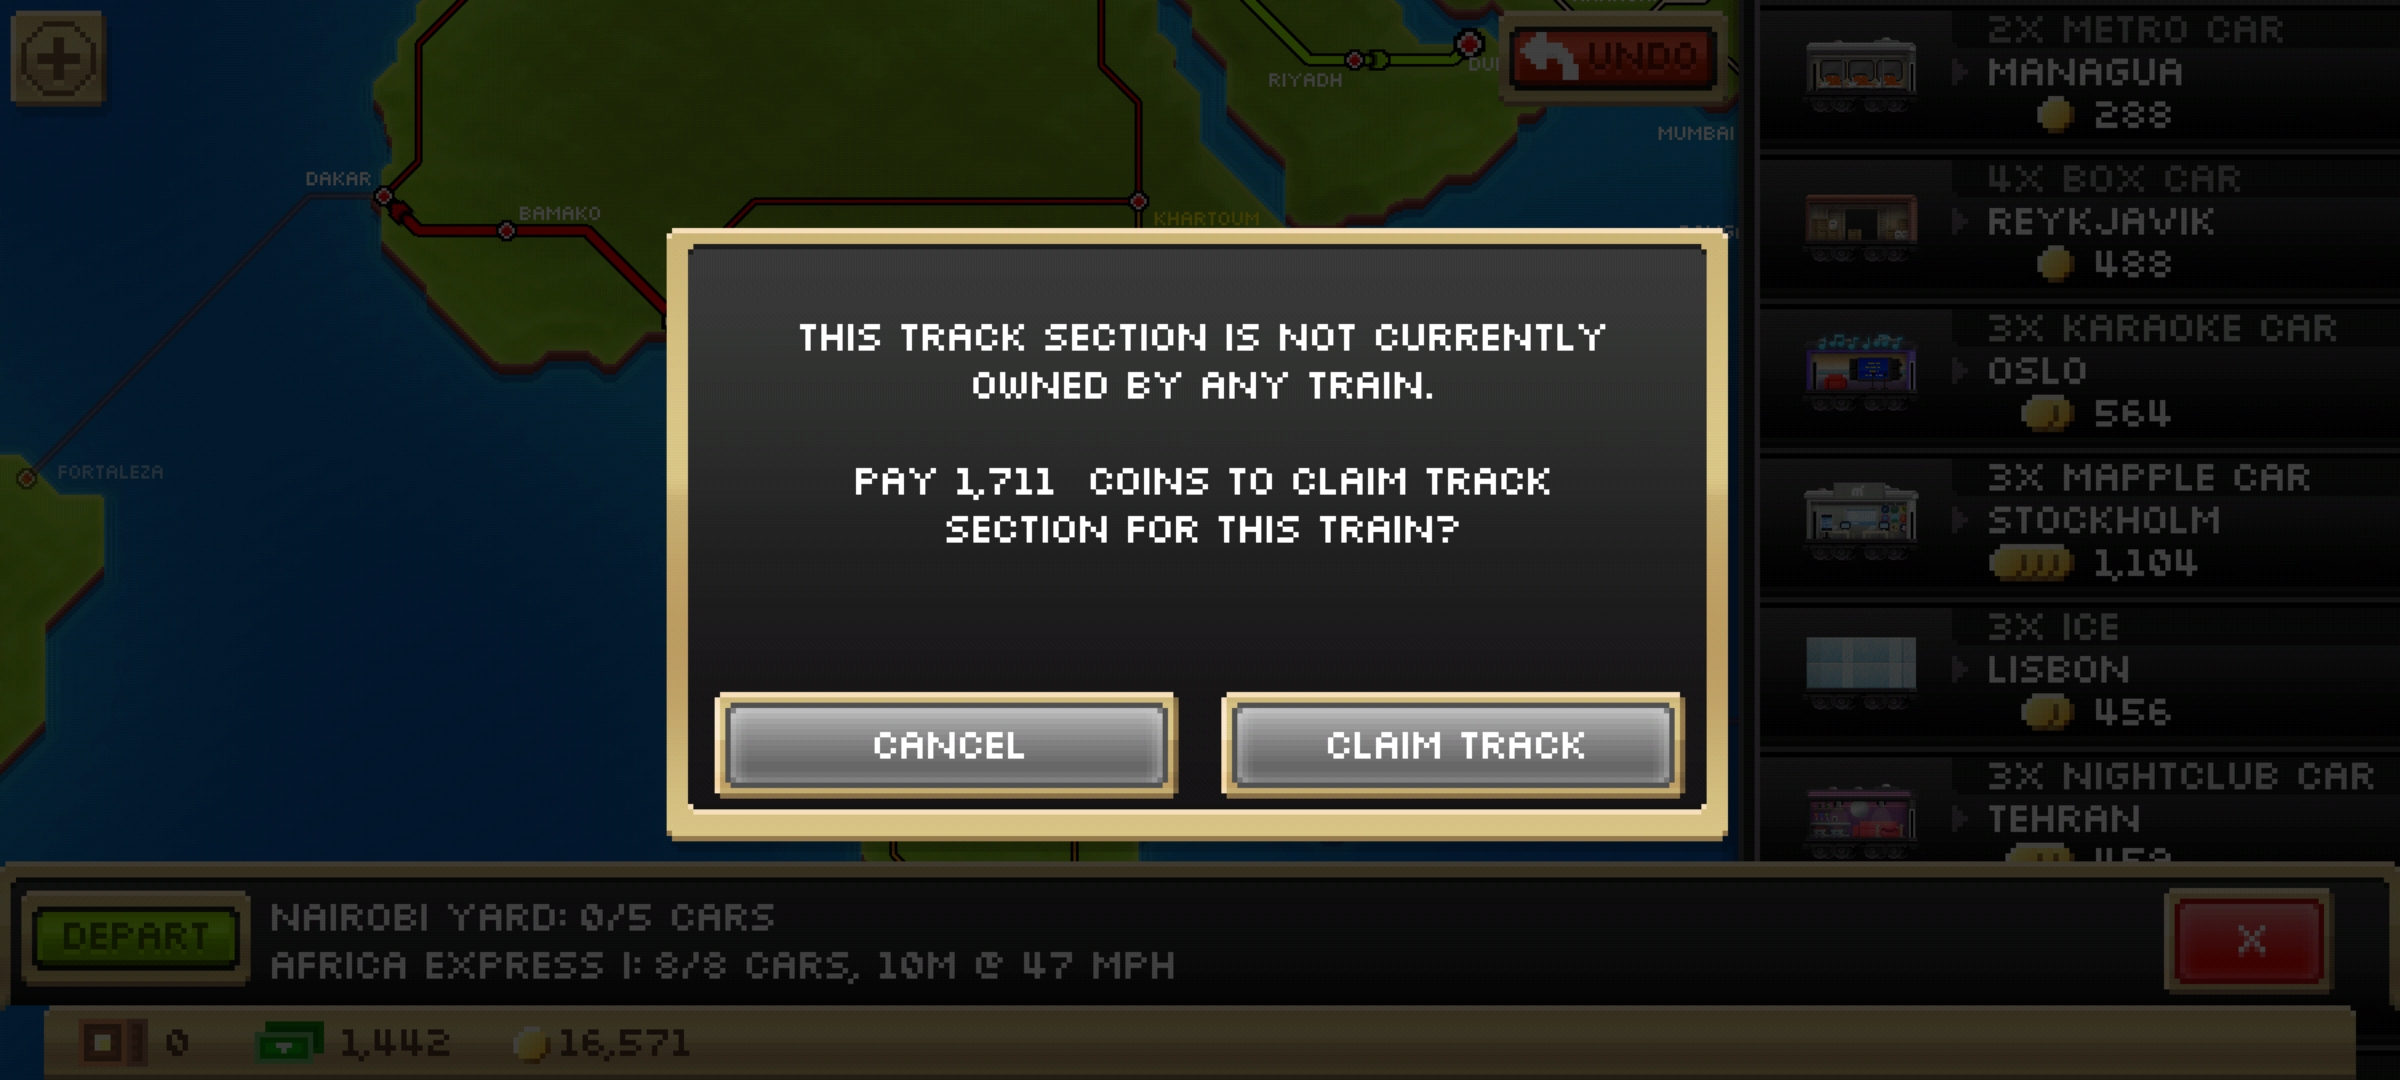 UNDO
RIYADH
MUMBAI
DAKAR
BAMAKO
KHARTOUM
FORTALEZA
THIS TRACK SECTION IS NOT CURRENTLY
OWNED BY ANY TRAIN.
PAY 1,711 COINS TO CLAIM TRACK
SECTION FOR THIS TRAIN?
CANCEL
CLAIM TRACK
2X METRO CAR
MANAGUA
288
4X BOX CAR
REYKJAVIK
488
3X KARAOKE CAR
OSLO
564
3X MAPPLE CAR
STOCKHOLM
1,104
3X ICE
LISBON
456
3X NIGHTCLUB CAR
TEHRAN
DEPART
NAIROBI YARD: 0/5 CARS
AFRICA EXPRESS I: 8/8 CARS, 10M @ 47 MPH
X
0
1,442
16,571